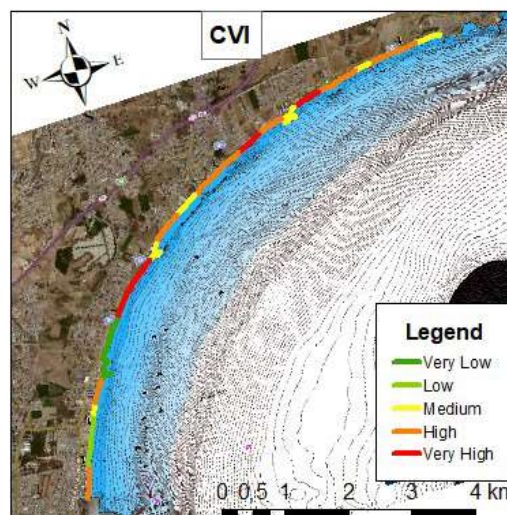 CVI
N
W
E
Legend
Very Low
Low
Medium
High
Very High
0 0.5 1 2 3 4 km